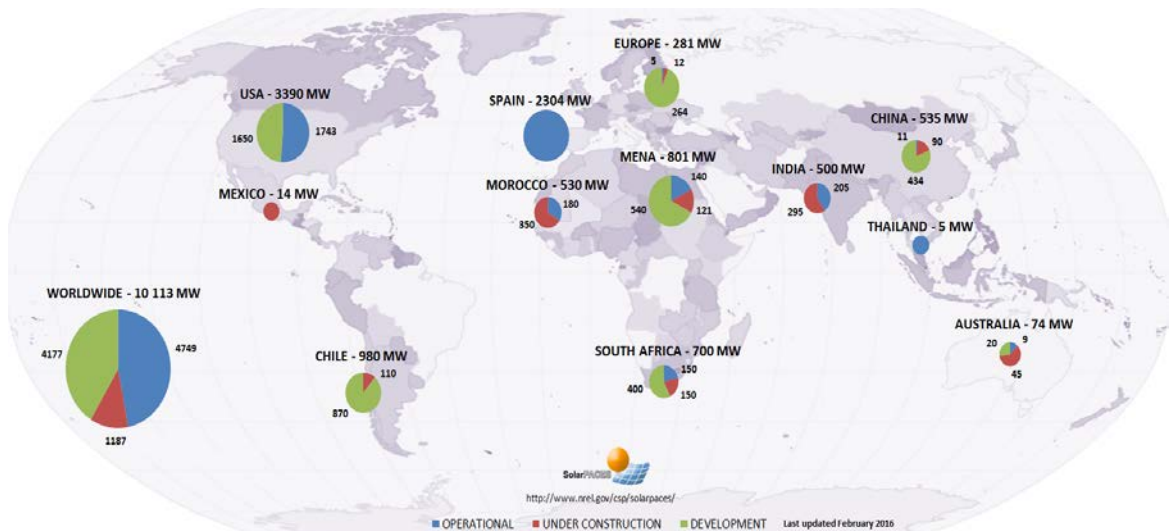 EUROPE - 281 MW
5 12
264
USA - 3390 MW
1650 1743
SPAIN - 2304 MW
CHINA - 535 MW
11 90
434
MENA - 801 MW
140
540 121
INDIA - 500 MW
205
295
MOROCCO - 530 MW
180
350
MEXICO - 14 MW
THAILAND - 5 MW
WORLDWIDE - 10 113 MW
4177 4749
1187
AUSTRALIA - 74 MW
20 9
45
CHILE - 980 MW
110
870
SOUTH AFRICA - 700 MW
150
400 150
SolarPACES
http://www.nrel.gov/csp/solarpaces/
OPERATIONAL UNDER CONSTRUCTION DEVELOPMENT Last updated February 2016